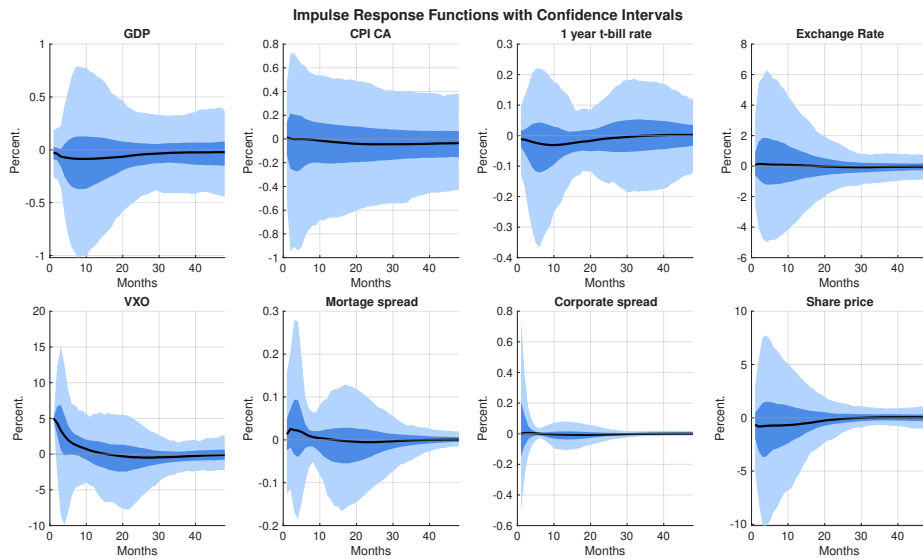 Impulse Response Functions with Confidence Intervals
GDP
1
0.5
0
-0.5
-1
Percent.
0 10 20 30 40
Months
CPI CA
0.8
0.6
0.4
0.2
0
-0.2
-0.4
-0.6
-0.8
-1
Percent.
0 10 20 30 40
Months
1 year t-bill rate
0.3
0.2
0.1
0
-0.1
-0.2
-0.3
-0.4
Percent.
0 10 20 30 40
Months
Exchange Rate
8
6
4
2
0
-2
-4
-6
Percent.
0 10 20 30 40
Months
VXO
20
15
10
5
0
-5
-10
Percent.
0 10 20 30 40
Months
Mortage spread
0.3
0.2
0.1
0
-0.1
-0.2
Percent.
0 10 20 30 40
Months
Corporate spread
0.8
0.6
0.4
0.2
0
-0.2
-0.4
-0.6
Percent.
0 10 20 30 40
Months
Share price
10
5
0
-5
-10
Percent.
0 10 20 30 40
Months